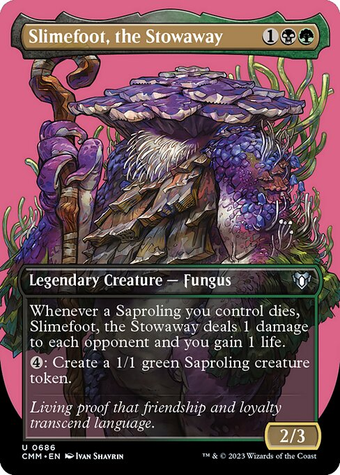 Slimefoot, the Stowaway 1
Legendary Creature — Fungus
Whenever a Saproling you control dies,
Slimefoot, the Stowaway deals 1 damage
to each opponent and you gain 1 life.
4: Create a 1/1 green Saproling creature
token.
Living proof that friendship and loyalty
transcend language.
2/3
U 0686
CMM • EN Ivan Shavrin
™ & © 2023 Wizards of the Coast